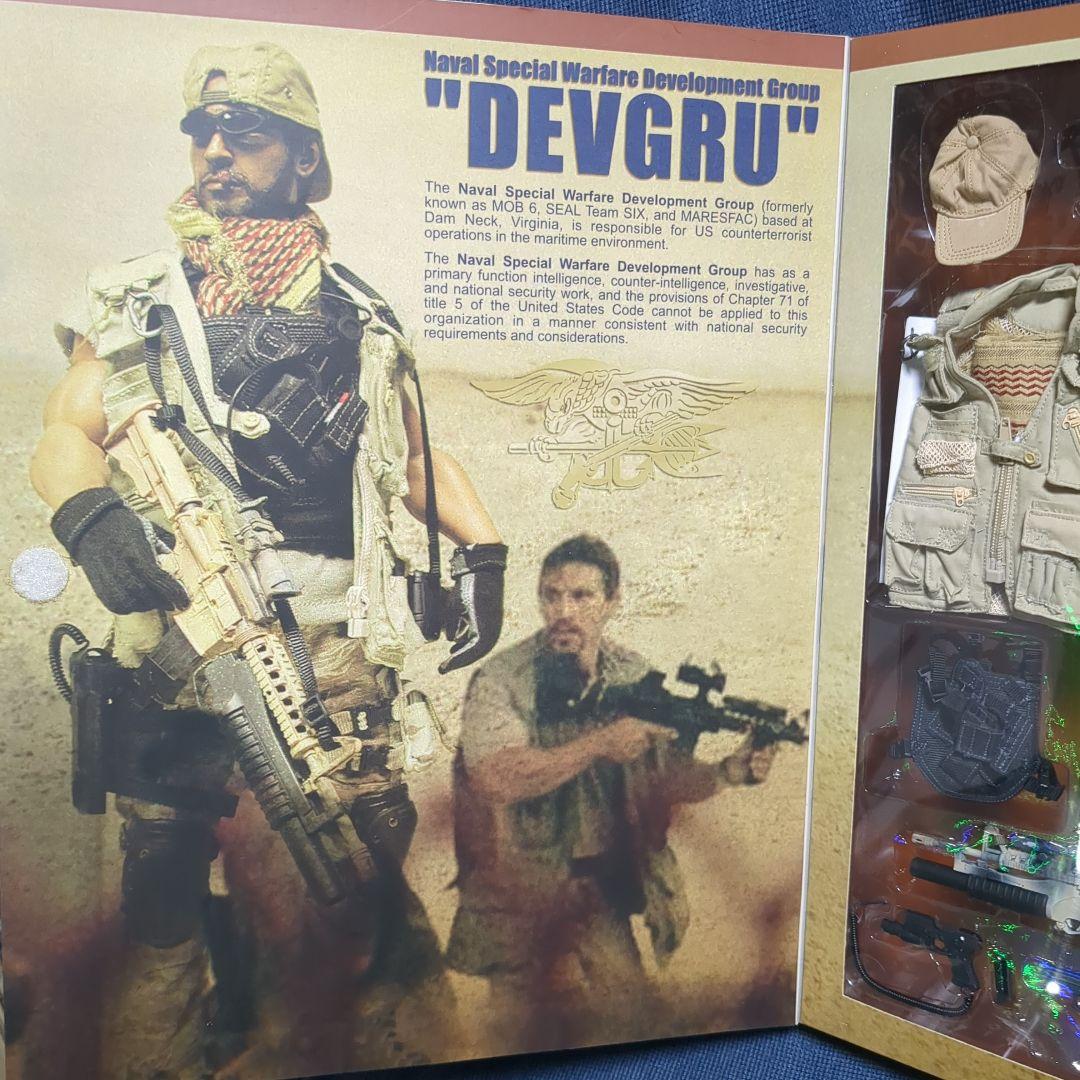 Naval Special Warfare Development Group
"DEVGRU"
The Naval Special Warfare Development Group (formerly
known as MOB 6, SEAL Team SIX, and MARESFAC) based at
Dam Neck, Virginia, is responsible for US counterterrorist
operations in the maritime environment.
The Naval Special Warfare Development Group has as a
primary function intelligence, counter-intelligence, investigative,
and national security work, and the provisions of Chapter 71 of
title 5 of the United States Code cannot be applied to this
organization in a manner consistent with national security
requirements and considerations.